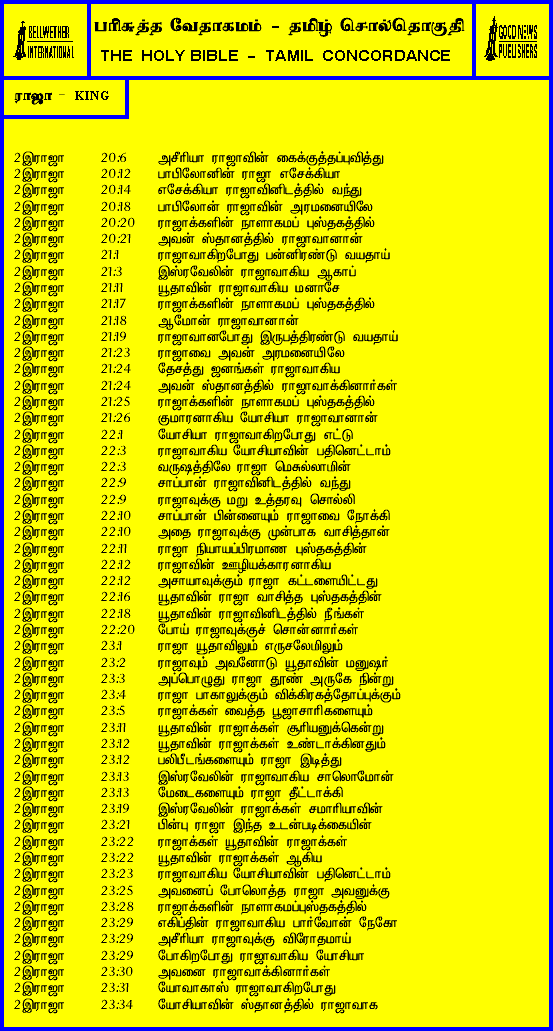 BELLWETHER
INTERNATIONAL
பரிசுத்த வேதாகமம் - தமிழ் சொல்தொகுதி
THE HOLY BIBLE - TAMIL CONCORDANCE
GOOD NEWS
PUBLISHERS
ராஜா - KING
2இராஜா 20:6 அசீரியா ராஜாவின் கைக்குத்தப்புவித்து
2இராஜா 20:12 பாபிலோனின் ராஜா எசேக்கியா
2இராஜா 20:14 எசேக்கியா ராஜாவினிடத்தில் வந்து
2இராஜா 20:18 பாபிலோன் ராஜாவின் அரமனையிலே
2இராஜா 20:20 ராஜாக்களின் நாளாகமப் புஸ்தகத்தில்
2இராஜா 20:21 அவன் ஸ்தானத்தில் ராஜாவானான்
2இராஜா 21:1 ராஜாவாகிறபோது பன்னிரண்டு வயதாய்
2இராஜா 21:3 இஸ்ரவேலின் ராஜாவாகிய ஆகாப்
2இராஜா 21:11 யூதாவின் ராஜாவாகிய மனாசே
2இராஜா 21:17 ராஜாக்களின் நாளாகமப் புஸ்தகத்தில்
2இராஜா 21:18 ஆமோன் ராஜாவானான்
2இராஜா 21:19 ராஜாவானபோது இருபத்திரண்டு வயதாய்
2இராஜா 21:23 ராஜாவை அவன் அரமனையிலே
2இராஜா 21:24 தேசத்து ஜனங்கள் ராஜாவாகிய
2இராஜா 21:24 அவன் ஸ்தானத்தில் ராஜாவாக்கினார்கள்
2இராஜா 21:25 ராஜாக்களின் நாளாகமப் புஸ்தகத்தில்
2இராஜா 21:26 குமாரனாகிய யோசியா ராஜாவானான்
2இராஜா 22:1 யோசியா ராஜாவாகிறபோது எட்டு
2இராஜா 22:3 ராஜாவாகிய யோசியாவின் பதினெட்டாம்
2இராஜா 22:3 வருஷத்திலே ராஜா மெசுல்லாமின்
2இராஜா 22:9 சாப்பான் ராஜாவினிடத்தில் வந்து
2இராஜா 22:9 ராஜாவுக்கு மறு உத்தரவு சொல்லி
2இராஜா 22:10 சாப்பான் பின்னையும் ராஜாவை நோக்கி
2இராஜா 22:10 அதை ராஜாவுக்கு முன்பாக வாசித்தான்
2இராஜா 22:11 ராஜா நியாயப்பிரமாண புஸ்தகத்தின்
2இராஜா 22:12 ராஜாவின் ஊழியக்காரனாகிய
2இராஜா 22:12 அசாயாவுக்கும் ராஜா கட்டளையிட்டது
2இராஜா 22:16 யூதாவின் ராஜா வாசித்த புஸ்தகத்தின்
2இராஜா 22:18 யூதாவின் ராஜாவினிடத்தில் நீங்கள்
2இராஜா 22:20 போய் ராஜாவுக்குச் சொன்னார்கள்
2இராஜா 23:1 ராஜா யூதாவிலும் எருசலேமிலும்
2இராஜா 23:2 ராஜாவும் அவனோடு யூதாவின் மனுஷர்
2இராஜா 23:3 அப்பொழுது ராஜா தூண் அருகே நின்று
2இராஜா 23:4 ராஜா பாகாலுக்கும் விக்கிரகத்தோப்புக்கும்
2இராஜா 23:5 ராஜாக்கள் வைத்த பூஜாசாரிகளையும்
2இராஜா 23:11 யூதாவின் ராஜாக்கள் சூரியனுக்கென்று
2இராஜா 23:12 யூதாவின் ராஜாக்கள் உண்டாக்கினதும்
2இராஜா 23:12 பலிபீடங்களையும் ராஜா இடித்து
2இராஜா 23:13 இஸ்ரவேலின் ராஜாவாகிய சாலொமோன்
2இராஜா 23:13 மேடைகளையும் ராஜா தீட்டாக்கி
2இராஜா 23:19 இஸ்ரவேலின் ராஜாக்கள் சமாரியாவின்
2இராஜா 23:21 பின்பு ராஜா இந்த உடன்படிக்கையின்
2இராஜா 23:22 ராஜாக்கள் யூதாவின் ராஜாக்கள்
2இராஜா 23:22 யூதாவின் ராஜாக்கள் ஆகிய
2இராஜா 23:23 ராஜாவாகிய யோசியாவின் பதினெட்டாம்
2இராஜா 23:25 அவனைப் போலொத்த ராஜா அவனுக்கு
2இராஜா 23:28 ராஜாக்களின் நாளாகமப்புஸ்தகத்தில்
2இராஜா 23:29 எகிப்தின் ராஜாவாகிய பார்வோன் நேகோ
2இராஜா 23:29 அசீரியா ராஜாவுக்கு விரோதமாய்
2இராஜா 23:29 போகிறபோது ராஜாவாகிய யோசியா
2இராஜா 23:30 அவனை ராஜாவாக்கினார்கள்
2இராஜா 23:31 யோவாகாஸ் ராஜாவாகிறபோது
2இராஜா 23:34 யோசியாவின் ஸ்தானத்தில் ராஜாவாக